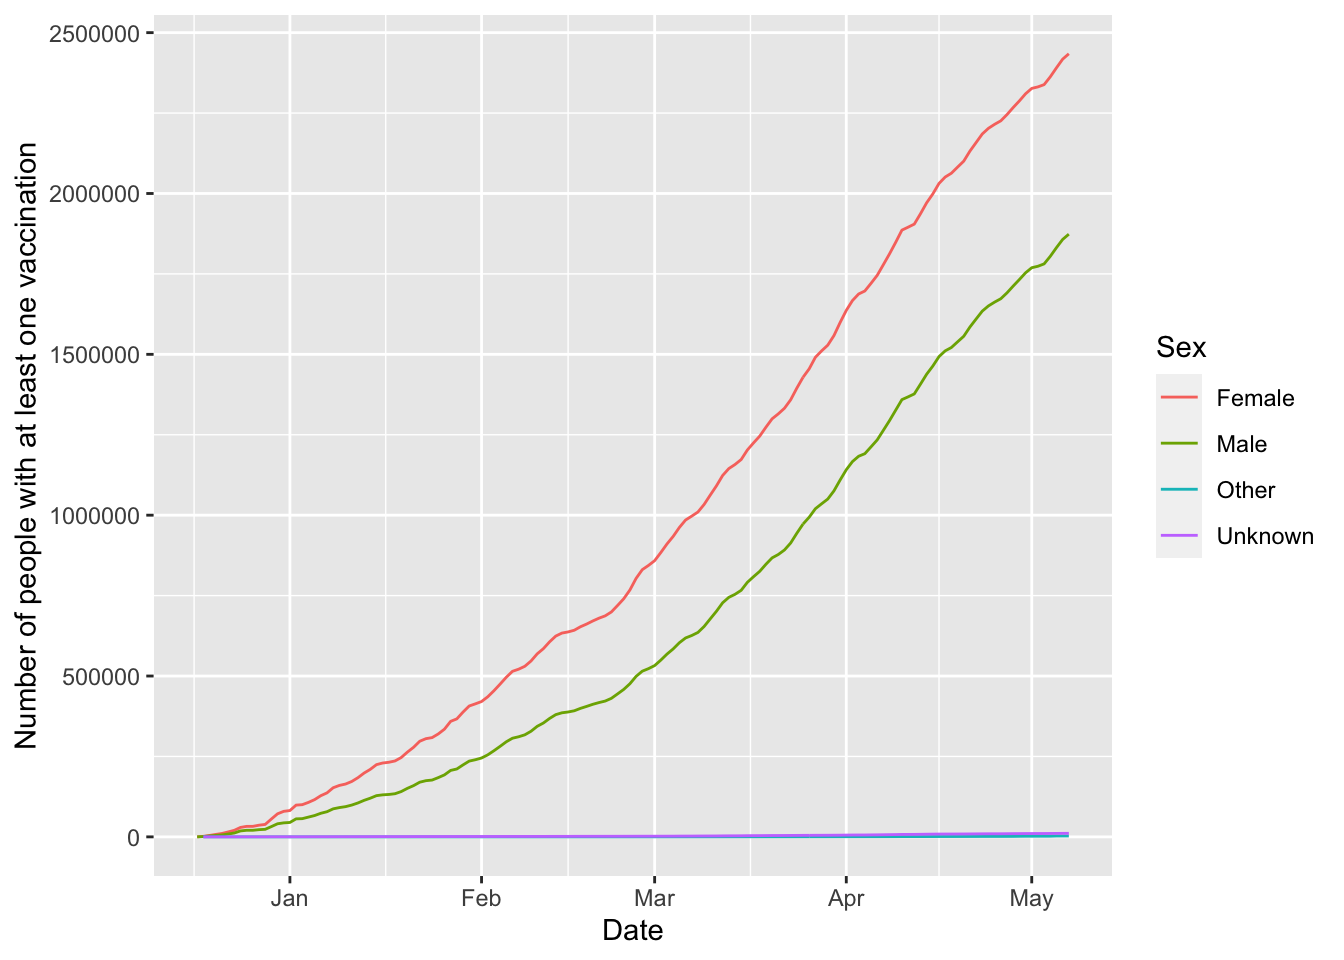 2500000
2000000
1500000
1000000
500000
0
Number of people with at least one vaccination
Jan Feb Mar Apr May
Date
Sex
Female
Male
Other
Unknown